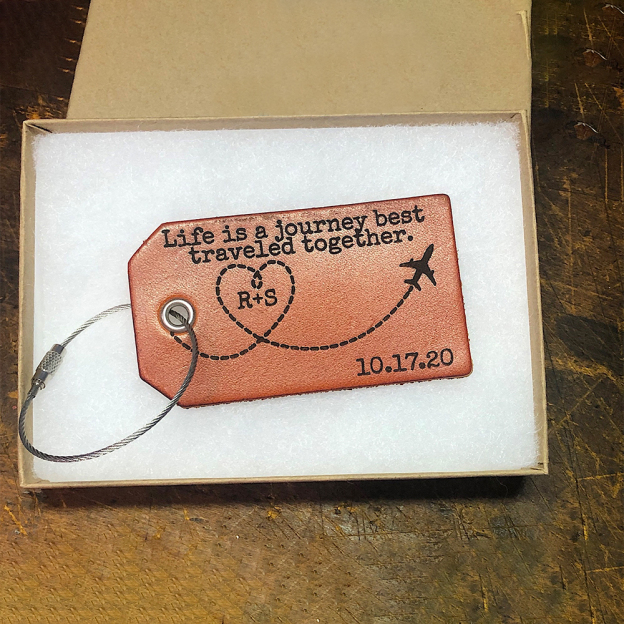 Life is a journey best
traveled together.
R+S
10.17.20